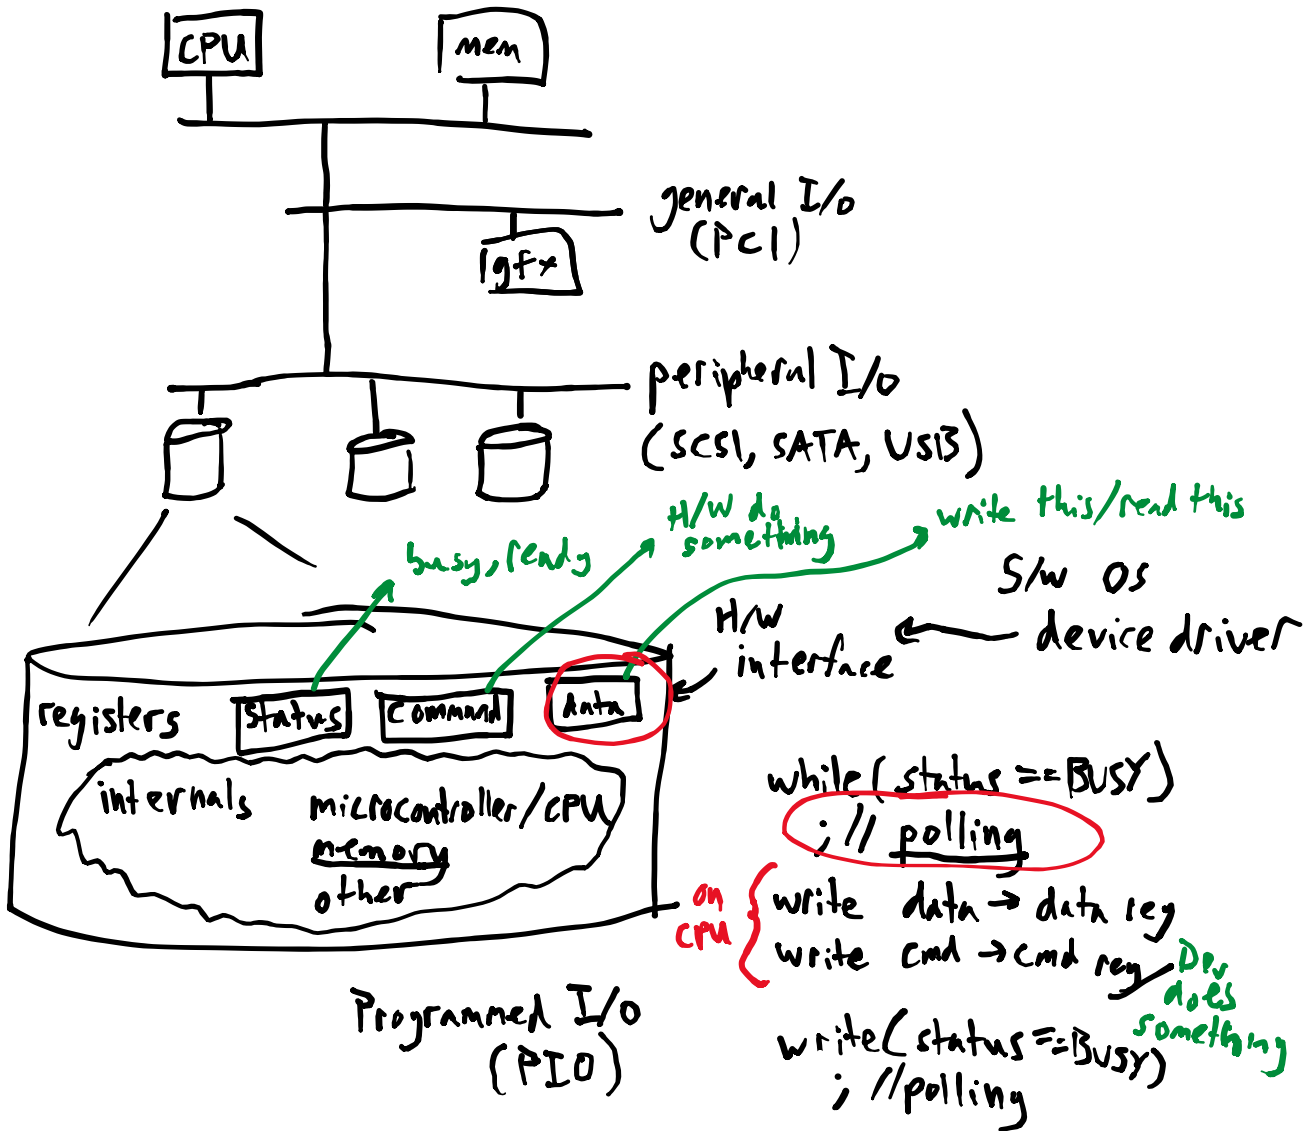 CPU
mem
general I/O
(PCI)
gfx
peripheral I/O
(SCSI, SATA, USB)
H/W do
something
write this/read this
busy, ready
S/W OS
device driver
H/W
interface
registers
status
command
data
internals
microcontroller/CPU
memory
other
while(status==BUSY)
; // polling
on
CPU
write data → data reg
write cmd → cmd reg
Dev
does
something
Programmed I/O
(PIO)
write(status==BUSY)
; //polling